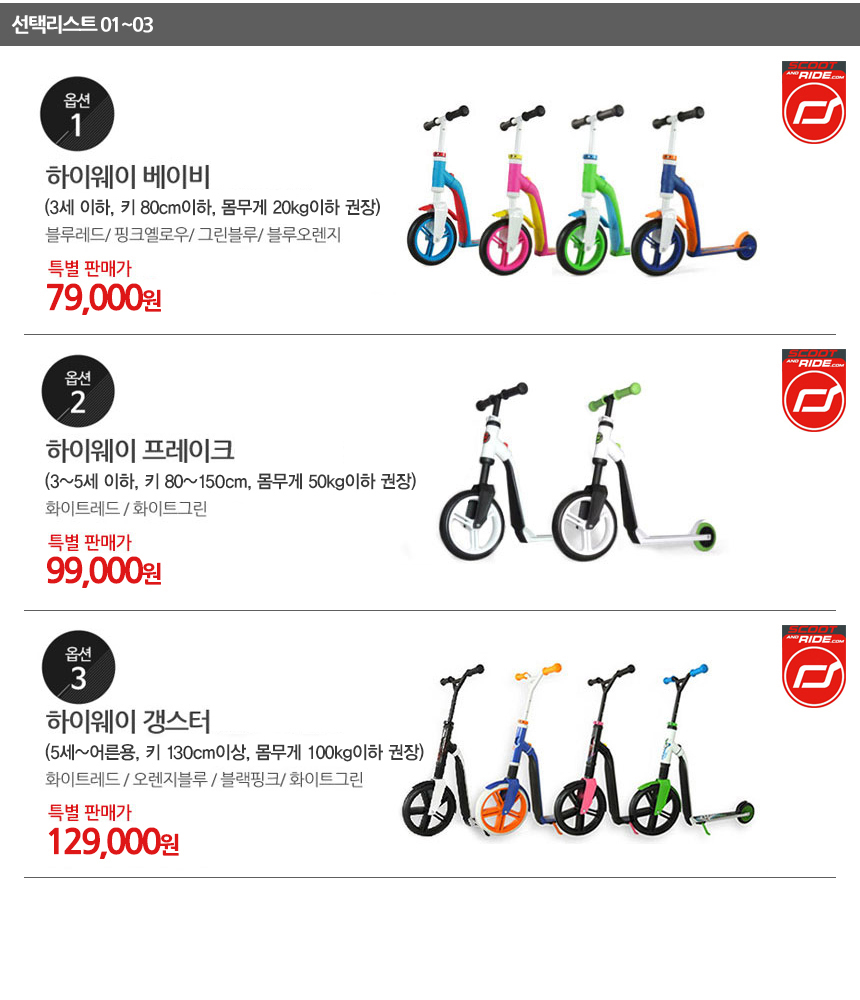 선택리스트 01~03
SCOOT
AND RIDE.COM
옵션
1
하이웨이 베이비
(3세 이하, 키 80cm이하, 몸무게 20kg이하 권장)
블루레드/ 핑크옐로우/ 그린블루/ 블루오렌지
특별 판매가
79,000원
SCOOT
AND RIDE.COM
옵션
2
하이웨이 프레이크
(3~5세 이하, 키 80~150cm, 몸무게 50kg이하 권장)
화이트레드 / 화이트그린
특별 판매가
99,000원
SCOOT
AND RIDE.COM
옵션
3
하이웨이 갱스터
(5세~어른용, 키 130cm이상, 몸무게 100kg이하 권장)
화이트레드 / 오렌지블루 / 블랙핑크/ 화이트그린
특별 판매가
129,000원